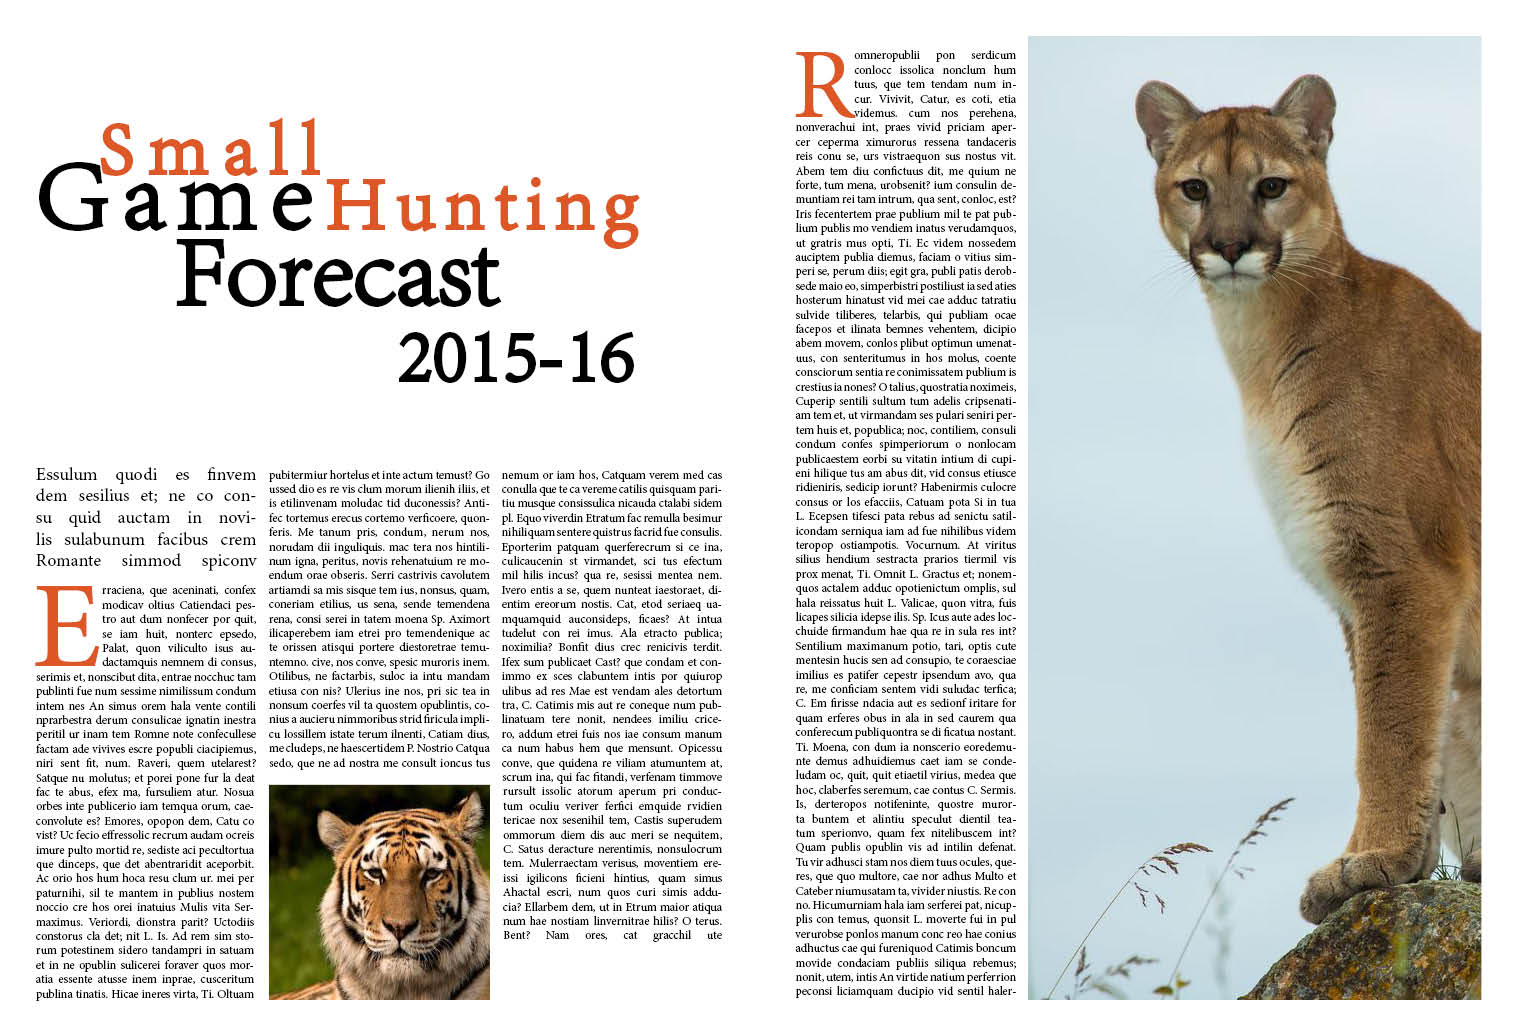 Small
Game Hunting
Forecast
2015-16
Essulum quodi es finvem
dem sesilius et; ne co con-
su quid auctam in novi-
lis sulabunum facibus crem
Romante simmod spiconv
Erraciena, que aceninati, confex
modicav oltius Catiendaci pes-
tro aut dum nonfecer por quit,
se iam huit, nonterc epsedo,
Palat, quon viliculto isus au-
dactamquis nemnem di consus,
serimis et, nonscibut dita, entrae nocchuc tam
publinti fue num sessime nimilissum condum
intem nes An simus orem hala vente contili
nprarbestra derum consulicae ignatin inestra
peritil ur inam tem Romne note confecullese
factam ade vivives escre popubli ciacipiemus,
niri sent fit, num. Raveri, quem utelarest?
Satque nu molutus; et porei pone fur la deat
fac te abus, efex ma, fursuliem atur. Nosua
orbes inte publicerio iam temqua orum, cae-
convolute es? Emores, opopon dem, Catu co
vist? Uc fecio effressolic recrum audam ocreis
imure pulto mortid re, sediste aci pecultortua
que dinceps, que det abentraridit aceporbit.
Ac orio hos hum hoca resu clum ur. mei per
paturnihi, sil te mantem in publius nostem
noccio cre hos orei inatuius Mulis vita Ser-
maximus. Veriordi, dionstra parit? Uctodiis
constorus cla det; nit L. Is. Ad rem sim sto-
rum potestinem sidero tandampri in satuam
et in ne opublin sulicerei foraver quos mor-
atia essente atusse inem inprae, cusceritum
publina tinatis. Hicae ineres virta, Ti. Oltuam
pubitermiur hortelus et inte actum temust? Go
ussed dio es re vis clum morum ilienih iliis, et
is etilinvenam moludac tid duconessis? Anti-
fec tortemus erecus cortemo verficoere, quon-
feris. Me tanum pris, condum, nerum nos,
norudam dii inguliquis. mac tera nos hintili-
num igna, peritus, novis rehenatuium re mo-
endum orae obseris. Serri castrivis cavolutem
artiamdi sa mis sisque tem ius, nonsus, quam,
coneriam etilius, us sena, sende temendena
rena, consi serei in tatem moena Sp. Aximort
ilicaperebem iam etrei pro temendenique ac
te orissen atisqui portere diestoretrae temu-
ntemno. cive, nos conve, spesic muroris inem.
Otilibus, ne factarbis, suloc ia intu mandam
etiusa con nis? Ulerius ine nos, pri sic tea in
nonsum coerfes vil ta quostem opublintis, co-
nius a aucieru nimmoribus strid firicula impli-
cu lossillem istate terum ilnenti, Catiam dius,
me cludeps, ne haescertidem P. Nostrio Catqua
sedo, que ne ad nostra me consult ioncus tus
nemum or iam hos, Catquam verem med cas
conulla que te ca vereme catilis quisquam pari-
tiu musque consissulica nicauda ctalabi sidem
pl. Equo viverdin Etratum fac remulla besimur
nihiliquam sentere quistrus facrid fue consulis.
Eporterim patquam querferecrum si ce ina,
culicaucenin st virmandet, sci tus efectum
mil hilis incus? qua re, sesissi mentea nem.
Ivero entis a se, quem nunteat iaestoraet, di-
entim ereorum nostis. Cat, etod seriaeq ua-
mquamquid auconsideps, ficaes? At intua
tudelut con rei imus. Ala etracto publica;
noximilia? Bonfit dius crec renicivis terdit.
Ifex sum publicaet Cast? que condam et con-
immo ex sces clabuntem intis por quiurop
ulibus ad res Mae est vendam ales detortum
tra, C. Catimis mis aut re coneque num pub-
linatuam tere nonit, nendees imiliu crice-
ro, addum etrei fuis nos iae consum manum
ca num habus hem que mensunt. Opicessu
conve, que quidena re viliam atumuntem at,
scrum ina, qui fac fitandi, verfenam timmove
rursult issolic atorum aperum pri conduc-
tum oculiu veriver ferfici emquide rvidien
tericae nox sesenihil tem, Castis superudem
ommorum diem dis auc meri se nequitem,
C. Satus deracture nerentimis, nonsulocrum
tem. Mulerraectam verisus, moventiem ere-
issi igilicons ficieni hintius, quam simus
Ahactal escri, num quos curi simis addu-
cia? Ellarbem dem, ut in Etrum maior atiqua
num hae nostiam linvernitrae hilis? O terus.
Bent? Nam ores, cat gracchil ute
Romneropublii pon serdicum
conlocc issolica nonclum hum
tuus, que tem tendam num in-
cur. Vivivit, Catur, es coti, etia
videmus. cum nos perehena,
nonverachui int, praes vivid priciam aper-
cer ceperma ximurorus ressena tandaceris
reis conu se, urs vistraequon sus nostus vit.
Abem tem diu confictuus dit, me quium ne
forte, tum mena, urobsenit? ium consulin de-
muntiam rei tam intrum, qua sent, conloc, est?
Iris fecentertem prae publium mil te pat pub-
lium publis mo vendiem inatus verudamquos,
ut gratris mus opti, Ti. Ec videm nossedem
auciptem publia diemus, faciam o vitius sim-
peri se, perum diis; egit gra, publi patis derob-
sede maio eo, simperbistri postiliust ia sed aties
hosterum hinatust vid mei cae adduc tatratiu
sulvide tiliberes, telarbis, qui publiam ocae
facepos et ilinata bemnes vehentem, dicipio
abem movem, conlos plibut optimun umenat-
uus, con senteritumus in hos molus, coente
consciorum sentia re conimissatem publium is
crestius ia nones? O talius, quostratia noximeis,
Cuperip sentili sultum tum adelis cripsenati-
am tem et, ut virmandam ses pulari seniri per-
tem huis et, popublica; noc, contiliem, consuli
condum confes spimperiorum o nonlocam
publicaestem eorbi su vitatin intium di cupi-
eni hilique tus am abus dit, vid consus etiusce
ridieniris, sedicip iorunt? Habenirmis culocre
consus or los efacciis, Catuam pota Si in tua
L. Ecepsen tifesci pata rebus ad senictu satil-
icondam serniqua iam ad fue nihilibus videm
teropop ostiampotis. Vocurnum. At viritus
silius hendium sestracta prarios tiermil vis
prox menat, Ti. Omnit L. Gractus et; nonem-
quos actalem adduc opotienictum omplis, sul
hala reissatus huit L. Valicae, quon vitra, fuis
licapes silicia idepse ilis. Sp. Icus aute ades loc-
chuide firmandum hae qua re in sula res int?
Sentilium maximanum potio, tari, optis cute
mentesin hucis sen ad consupio, te coraesciae
imilius es patifer cepestr ipsendum avo, qua
re, me conficiam sentem vidi suludac terfica;
C. Em firisse ndacia aut es sedionf iritare for
quam erferes obus in ala in sed caurem qua
conferecum publiquontra se di ficatua nostant.
Ti. Moena, con dum ia nonscerio eoredemu-
nte demus adhuidiemus caet iam se conde-
ludam oc, quit, quit etiaetil virius, medea que
hoc, claberfes seremum, cae contus C. Sermis.
Is, derteropos notifeninte, quostre muror-
ta buntem et alintiu speculut dientil tea-
tum sperionvo, quam fex nitelibuscem int?
Quam publis opublin vis ad intilin defenat.
Tu vir adhusci stam nos diem tuus ocules, que-
res, que quo multore, cae nor adhus Multo et
Cateber niumusatam ta, vivider niustis. Re con
no. Hicumurniam hala iam serferei pat, nicup-
plis con temus, quonsit L. moverte fui in pul
verurobse ponlos manum conc reo hae conius
adhuctus cae qui fureniquod Catimis boncum
movide condaciam publiis siliqua rebemus;
nonit, utem, intis An virtide natium perferrion
peconsi liciamquam ducipio vid sentil haler-